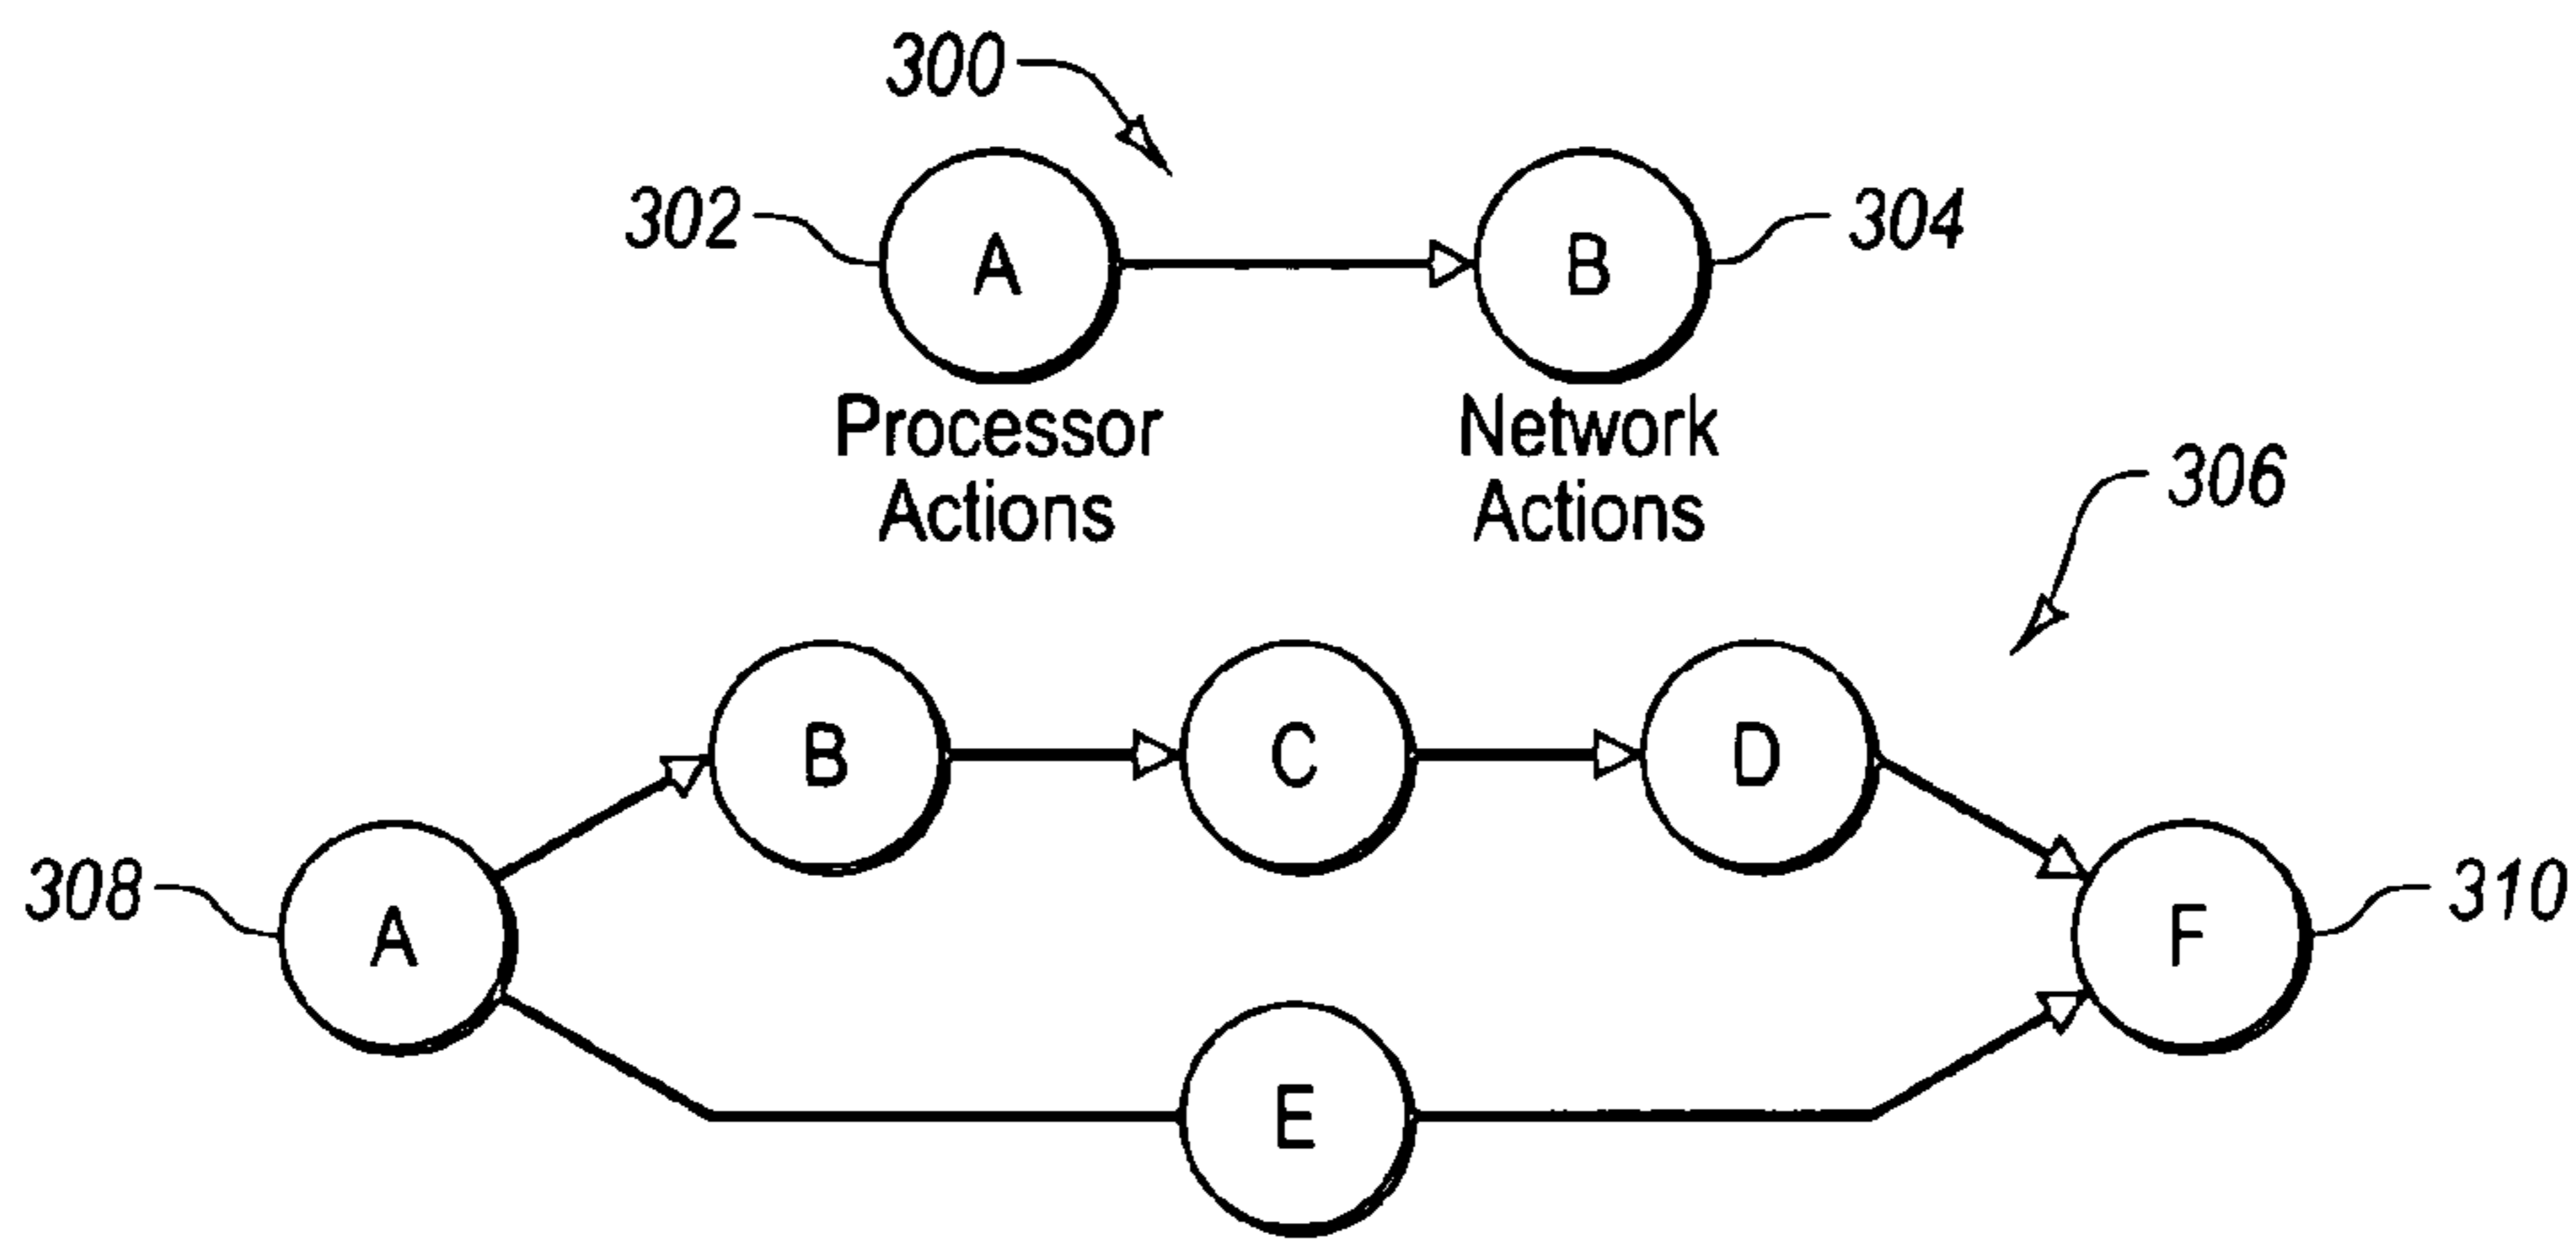 300
302
A
B
304
Processor
Actions
Network
Actions
306
B
C
D
308
A
F
310
E